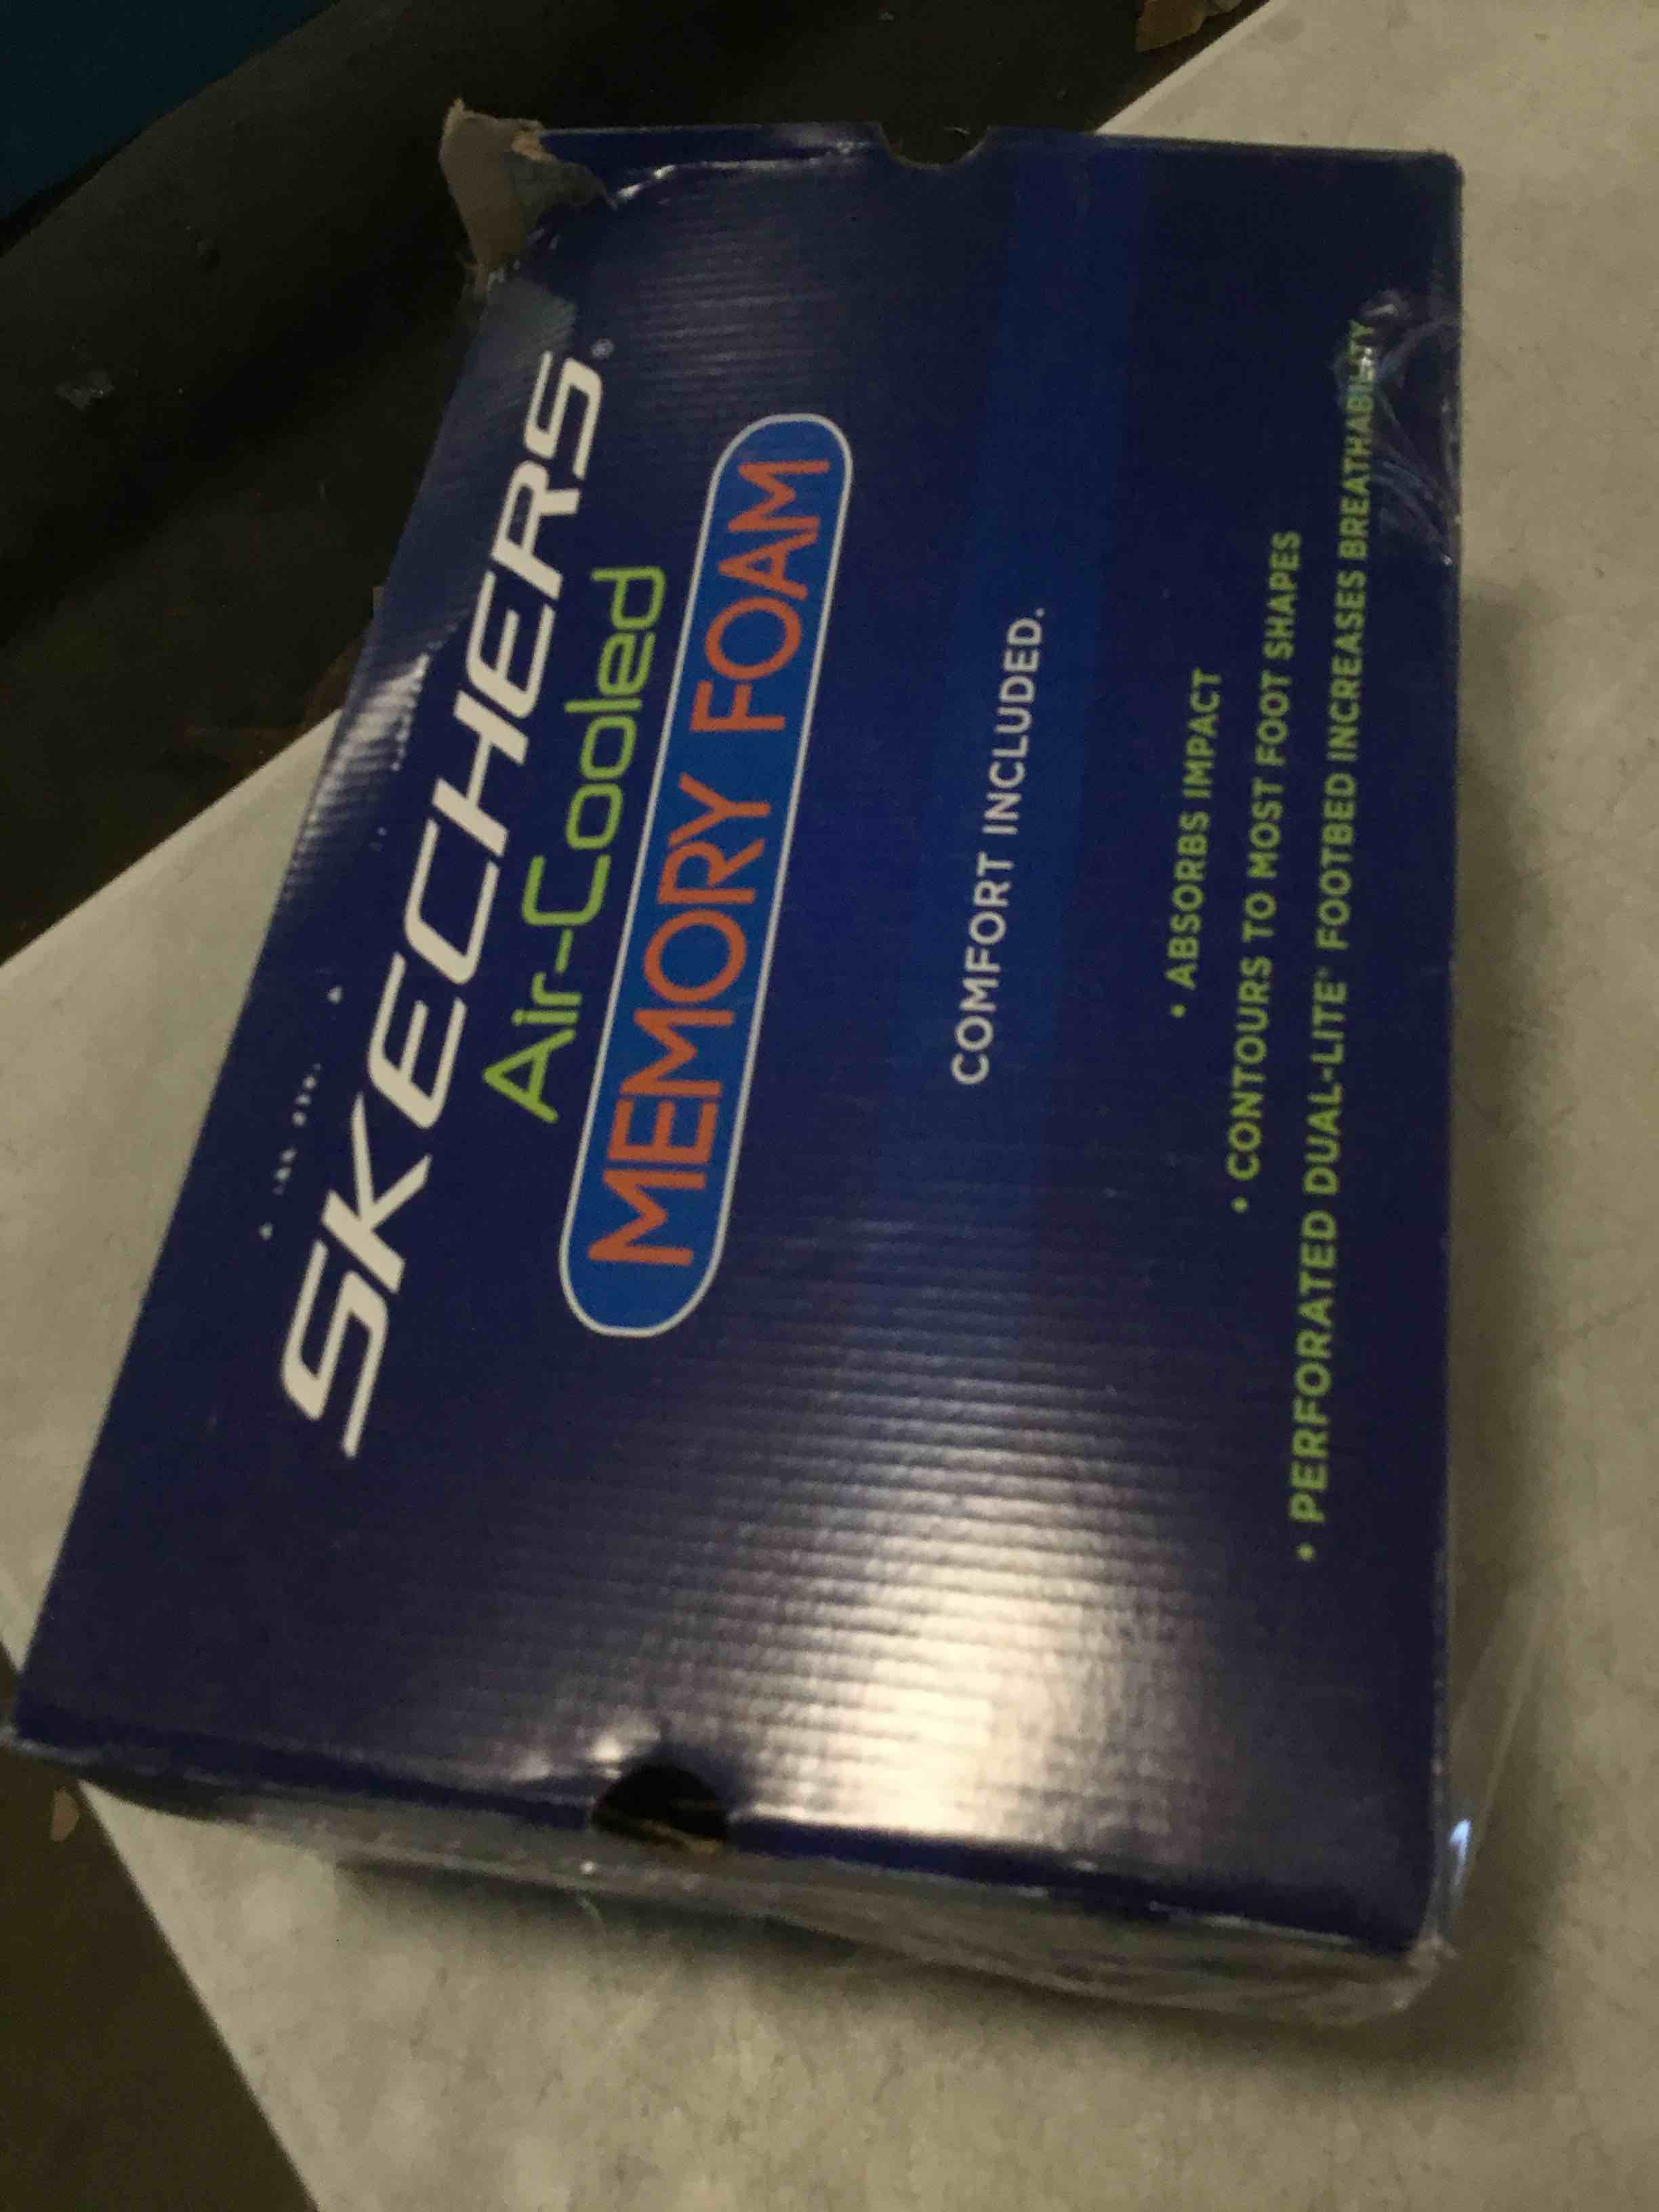 SKECHERS®
Air-Cooled
MEMORY FOAM
COMFORT INCLUDED.
• ABSORBS IMPACT
• CONTOURS TO MOST FOOT SHAPES
• PERFORATED DUAL-LITE® FOOTBED INCREASES BREATHABILITY